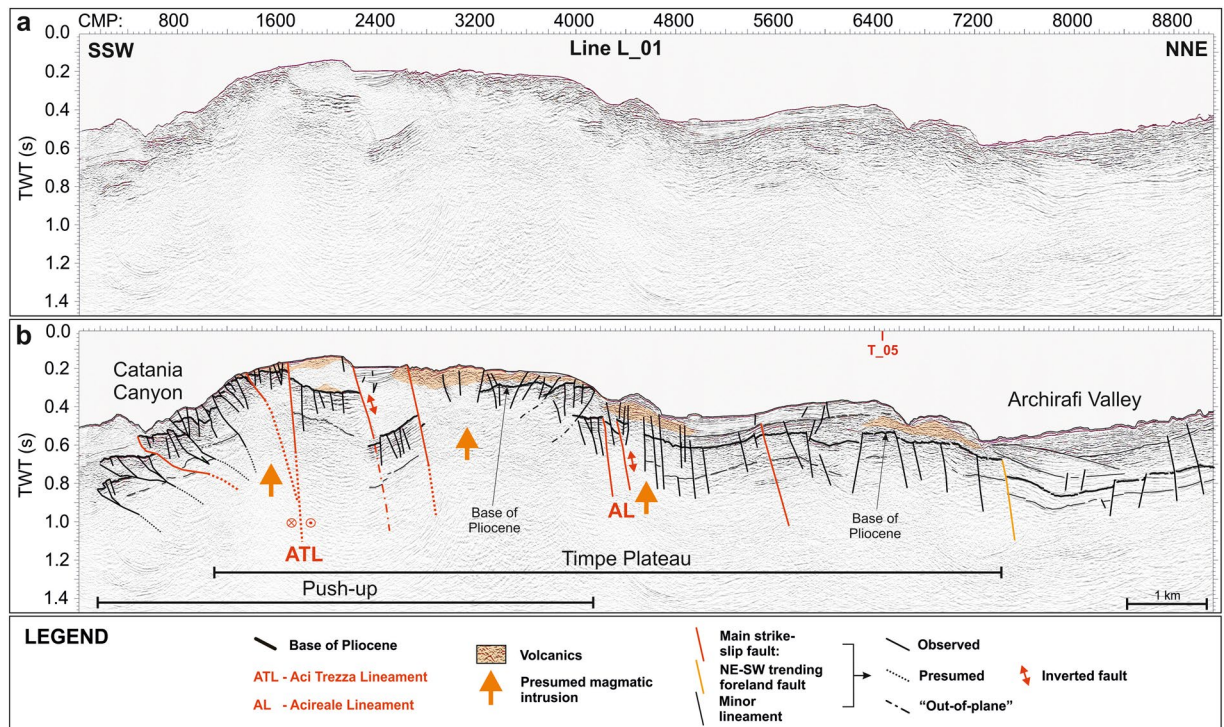 CMP: 800 1600 2400 3200 4000 4800 5600 6400 7200 8000 8800
a
SSW Line L_01 NNE
0.0
0.2
0.4
0.6
0.8
1.0
1.2
1.4
TWT (s)
b
0.0
0.2
0.4
0.6
0.8
1.0
1.2
1.4
TWT (s)
T_05
Catania
Canyon
Archirafi Valley
Base of
Pliocene
AL
Base of
Pliocene
ATL
Timpe Plateau
Push-up
1 km
LEGEND
Base of Pliocene
ATL - Aci Trezza Lineament
AL - Acireale Lineament
Volcanics
Presumed magmatic
intrusion
Main strike-
slip fault:
NE-SW trending
foreland fault
Minor
lineament
Observed
Presumed
"Out-of-plane"
Inverted fault